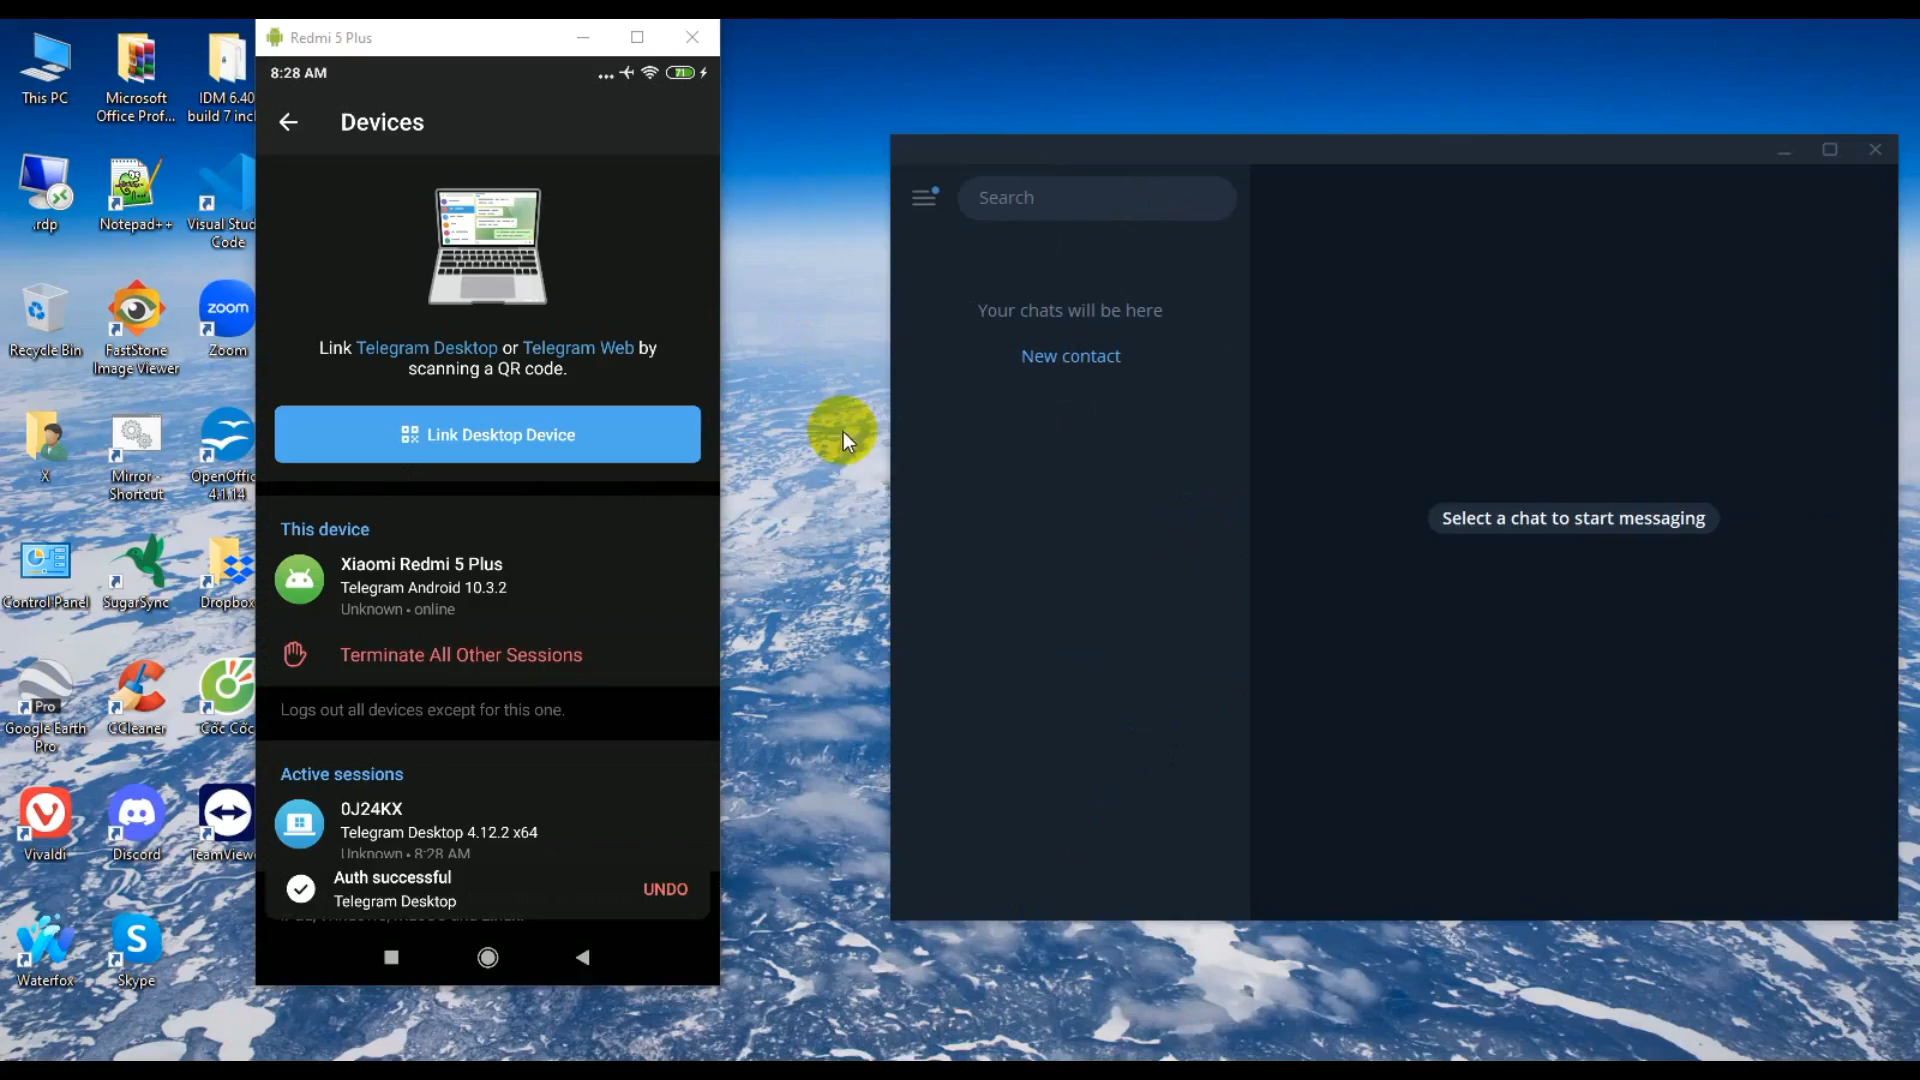 This PC
Microsoft
Office Prof...
IDM 6.40
build 7 incl
.rdp
Notepad++
Visual Stud
Code
Recycle Bin
FastStone
Image Viewer
zoom
Zoom
X
Mirror -
Shortcut
OpenOffic
4.1.14
Control Panel
SugarSync
Dropbox
Pro
Google Earth
Pro
CCleaner
Cốc Cốc
Vivaldi
Discord
TeamViewe
Waterfox
Skype
Redmi 5 Plus
8:28 AM
71
Devices
Link Telegram Desktop or Telegram Web by
scanning a QR code.
Link Desktop Device
This device
Xiaomi Redmi 5 Plus
Telegram Android 10.3.2
Unknown • online
Terminate All Other Sessions
Logs out all devices except for this one.
Active sessions
0J24KX
Telegram Desktop 4.12.2 x64
Unknown • 8:28 AM
Auth successful
Telegram Desktop
UNDO
Search
Your chats will be here
New contact
Select a chat to start messaging